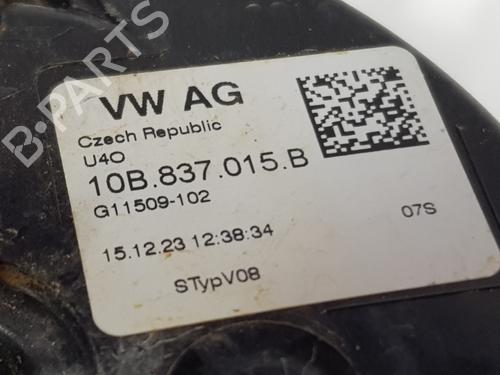 B-PARTS
VW AG
Czech Republic
U4O
10B.837.015.B
G11509-102
07S
15.12.23 12:38:34
STypV08